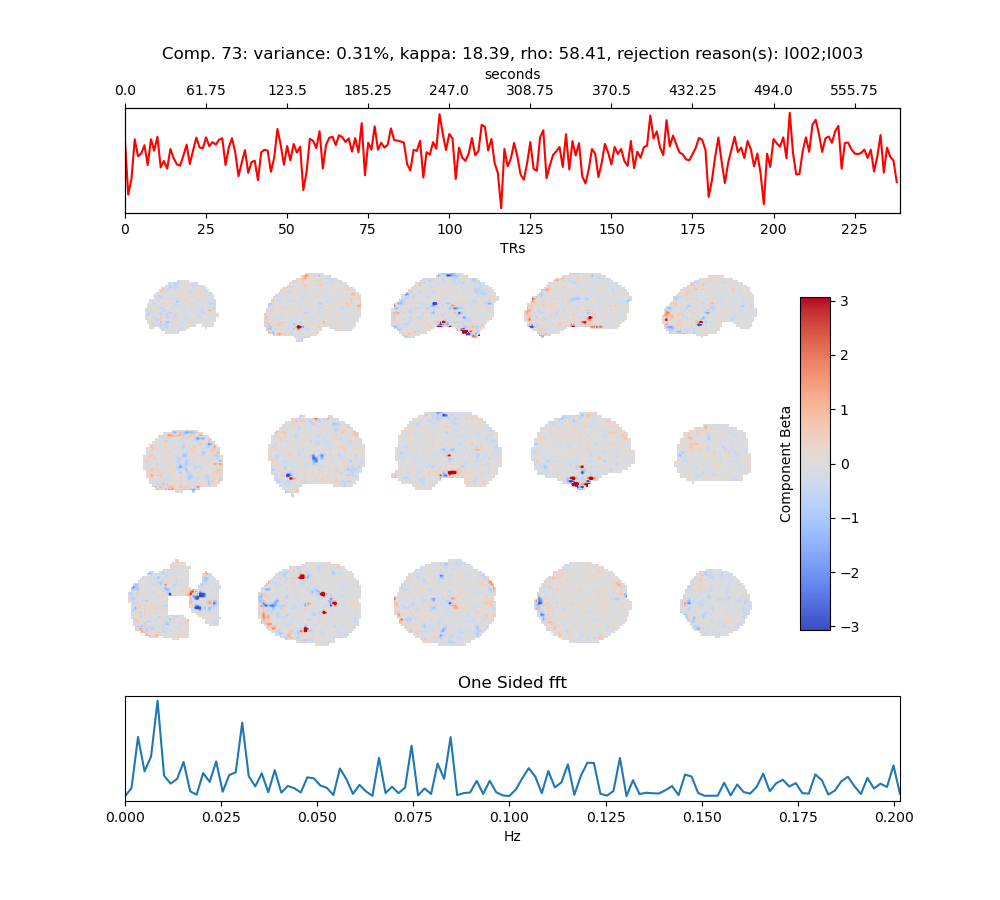 Comp. 73: variance: 0.31%, kappa: 18.39, rho: 58.41, rejection reason(s): I002;I003
seconds
0.0 61.75 123.5 185.25 247.0 308.75 370.5 432.25 494.0 555.75
0 25 50 75 100 125 150 175 200 225
TRs
3
2
1
0
−1
−2
−3
Component Beta
One Sided fft
0.000 0.025 0.050 0.075 0.100 0.125 0.150 0.175 0.200
Hz